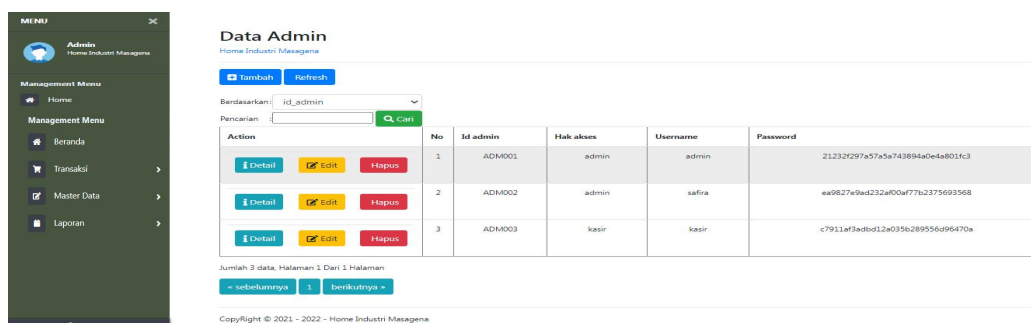 MENU ×
Admin
Home Industri Masagena
Management Menu
Home
Management Menu
Beranda
Transaksi
Master Data
Laporan
Data Admin
Home Industri Masagena
Tambah Refresh
Berdasarkan: id_admin
Pencarian : Cari
Action No Id admin Hak akses Username Password
Detail Edit Hapus 1 ADM001 admin admin 21232f297a57a5a743894a0e4a801fc3
Detail Edit Hapus 2 ADM002 admin safira ea9827e9ad232af00af77b2375693568
Detail Edit Hapus 3 ADM003 kasir kasir c7911af3adbd12a035b289556d96470a
Jumlah 3 data, Halaman 1 Dari 1 Halaman
« sebelumnya 1 berikutnya »
CopyRight © 2021 - 2022 - Home Industri Masagena